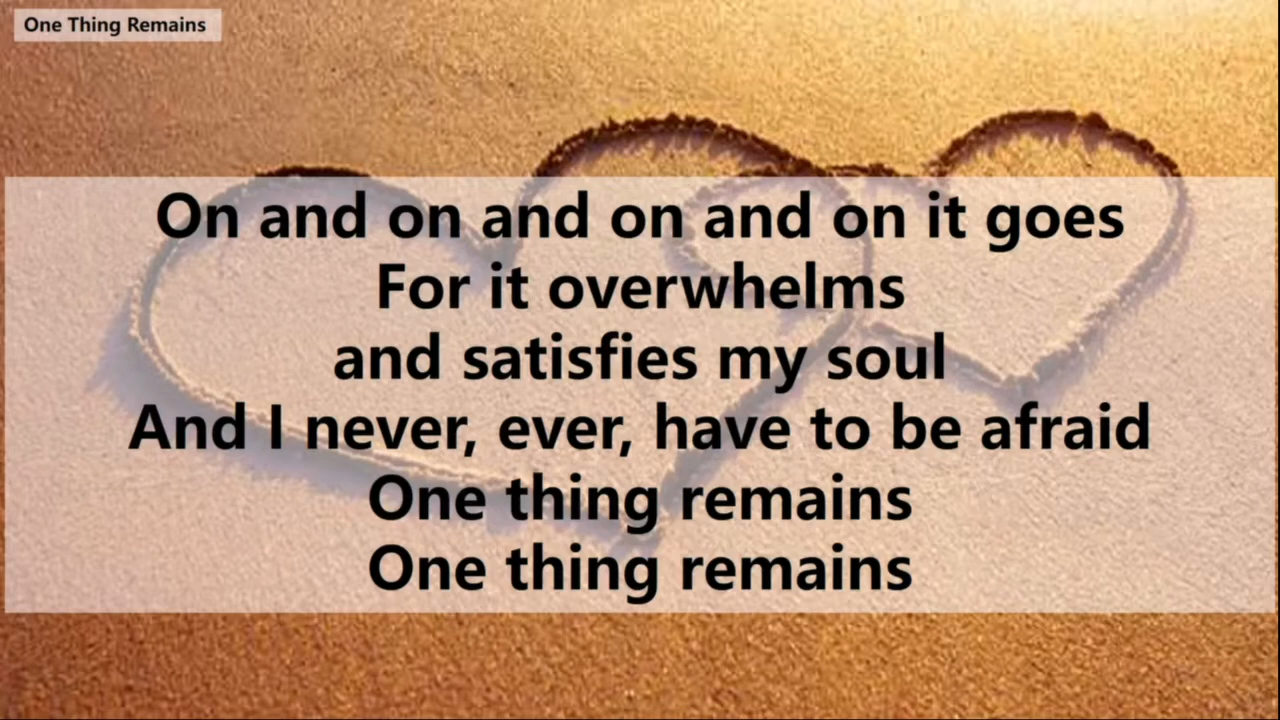 One Thing Remains
On and on and on and on it goes
For it overwhelms
and satisfies my soul
And I never, ever, have to be afraid
One thing remains
One thing remains